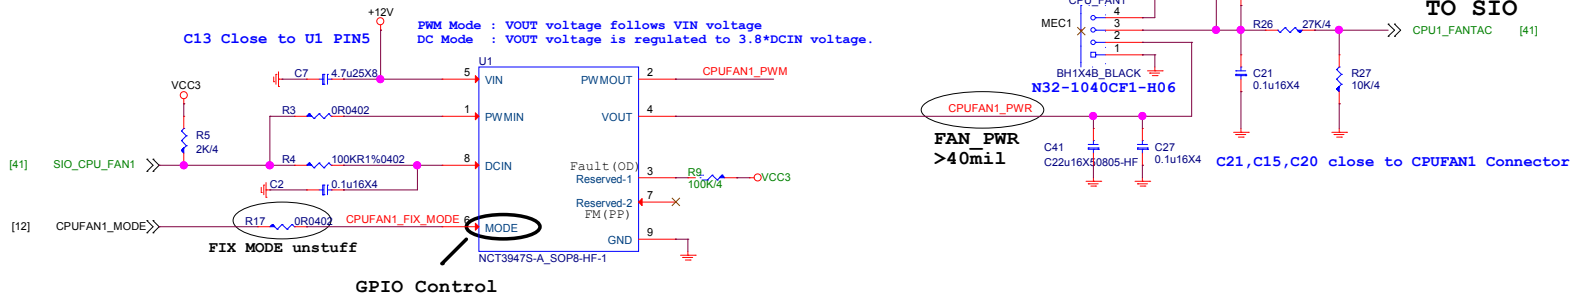 +12V
PWM Mode : VOUT voltage follows VIN voltage
DC Mode : VOUT voltage is regulated to 3.8*DCIN voltage.
C13 Close to U1 PIN5
VCC3
R5
2K/4
C7
4.7u25X8
R3
0R0402
[41]
SIO_CPU_FAN1
R4
100KR1%0402
C2
0.1u16X4
[12]
CPUFAN1_MODE
R17
0R0402
CPUFAN1_FIX_MODE
FIX MODE unstuff
GPIO Control
U1
5
VIN
1
PWMIN
8
DCIN
6
MODE
PWMOUT
2
CPUFAN1_PWM
VOUT
4
Fault(OD)
Reserved-1
3
R9
100K/4
VCC3
Reserved-2
7
FM(PP)
GND
9
NCT3947S-A_SOP8-HF-1
CPUFAN1_PWR
FAN_PWR
>40mil
CPU_FAN1
MEC1
4
3
2
1
BH1X4B_BLACK
N32-1040CF1-H06
C41
C22u16X50805-HF
C27
0.1u16X4
C21
0.1u16X4
R26
27K/4
R27
10K/4
TO SIO
CPU1_FANTAC
[41]
C21,C15,C20 close to CPUFAN1 Connector